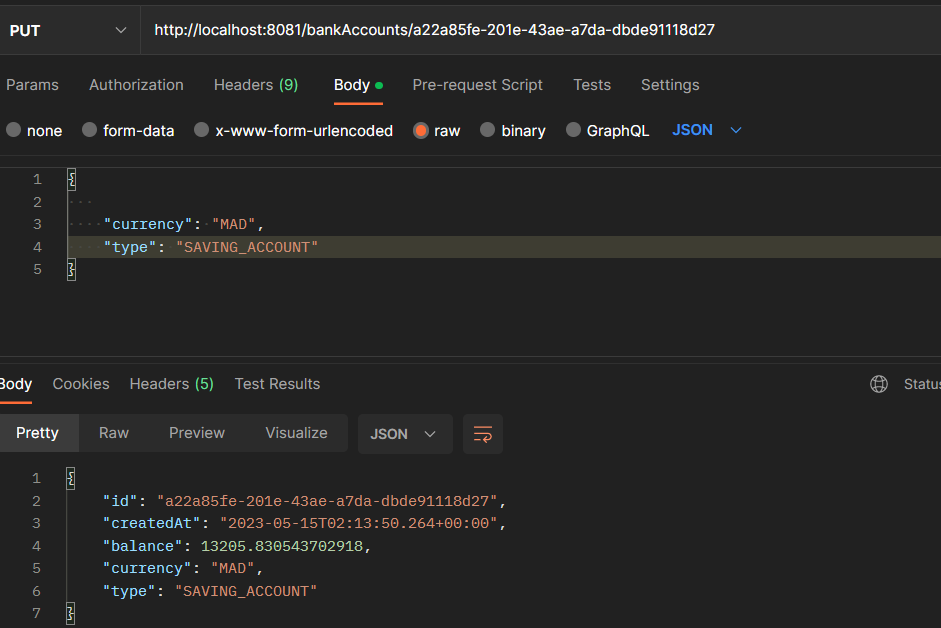 PUT http://localhost:8081/bankAccounts/a22a85fe-201e-43ae-a7da-dbde91118d27
Params Authorization Headers (9) Body Pre-request Script Tests Settings
none form-data x-www-form-urlencoded raw binary GraphQL JSON
1 {
2
3 "currency": "MAD",
4 "type": "SAVING_ACCOUNT"
5 }
Body Cookies Headers (5) Test Results Status
Pretty Raw Preview Visualize JSON
1 {
2 "id": "a22a85fe-201e-43ae-a7da-dbde91118d27",
3 "createdAt": "2023-05-15T02:13:50.264+00:00",
4 "balance": 13205.830543702918,
5 "currency": "MAD",
6 "type": "SAVING_ACCOUNT"
7 }